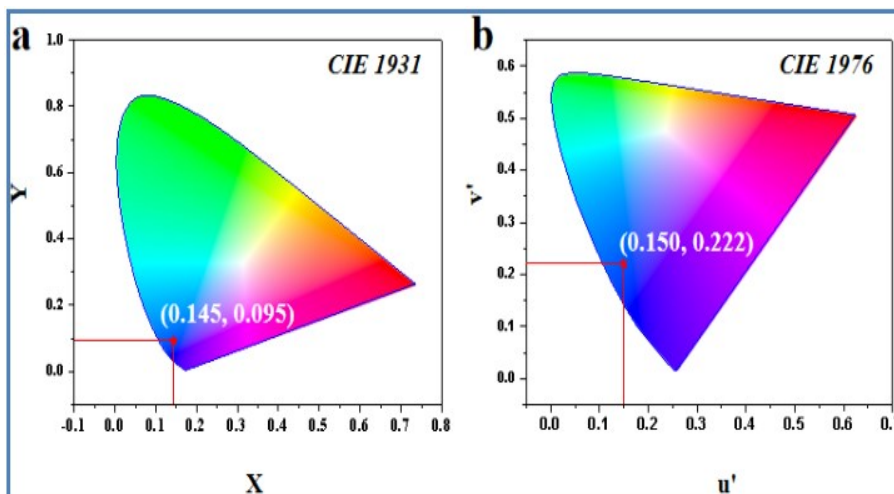 a
CIE 1931
1.0
0.8
0.6
0.4
0.2
0.0
Y
(0.145, 0.095)
-0.1 0.0 0.1 0.2 0.3 0.4 0.5 0.6 0.7 0.8
X
b
CIE 1976
0.6
0.5
0.4
0.3
0.2
0.1
0.0
v'
(0.150, 0.222)
0.0 0.1 0.2 0.3 0.4 0.5 0.6
u'